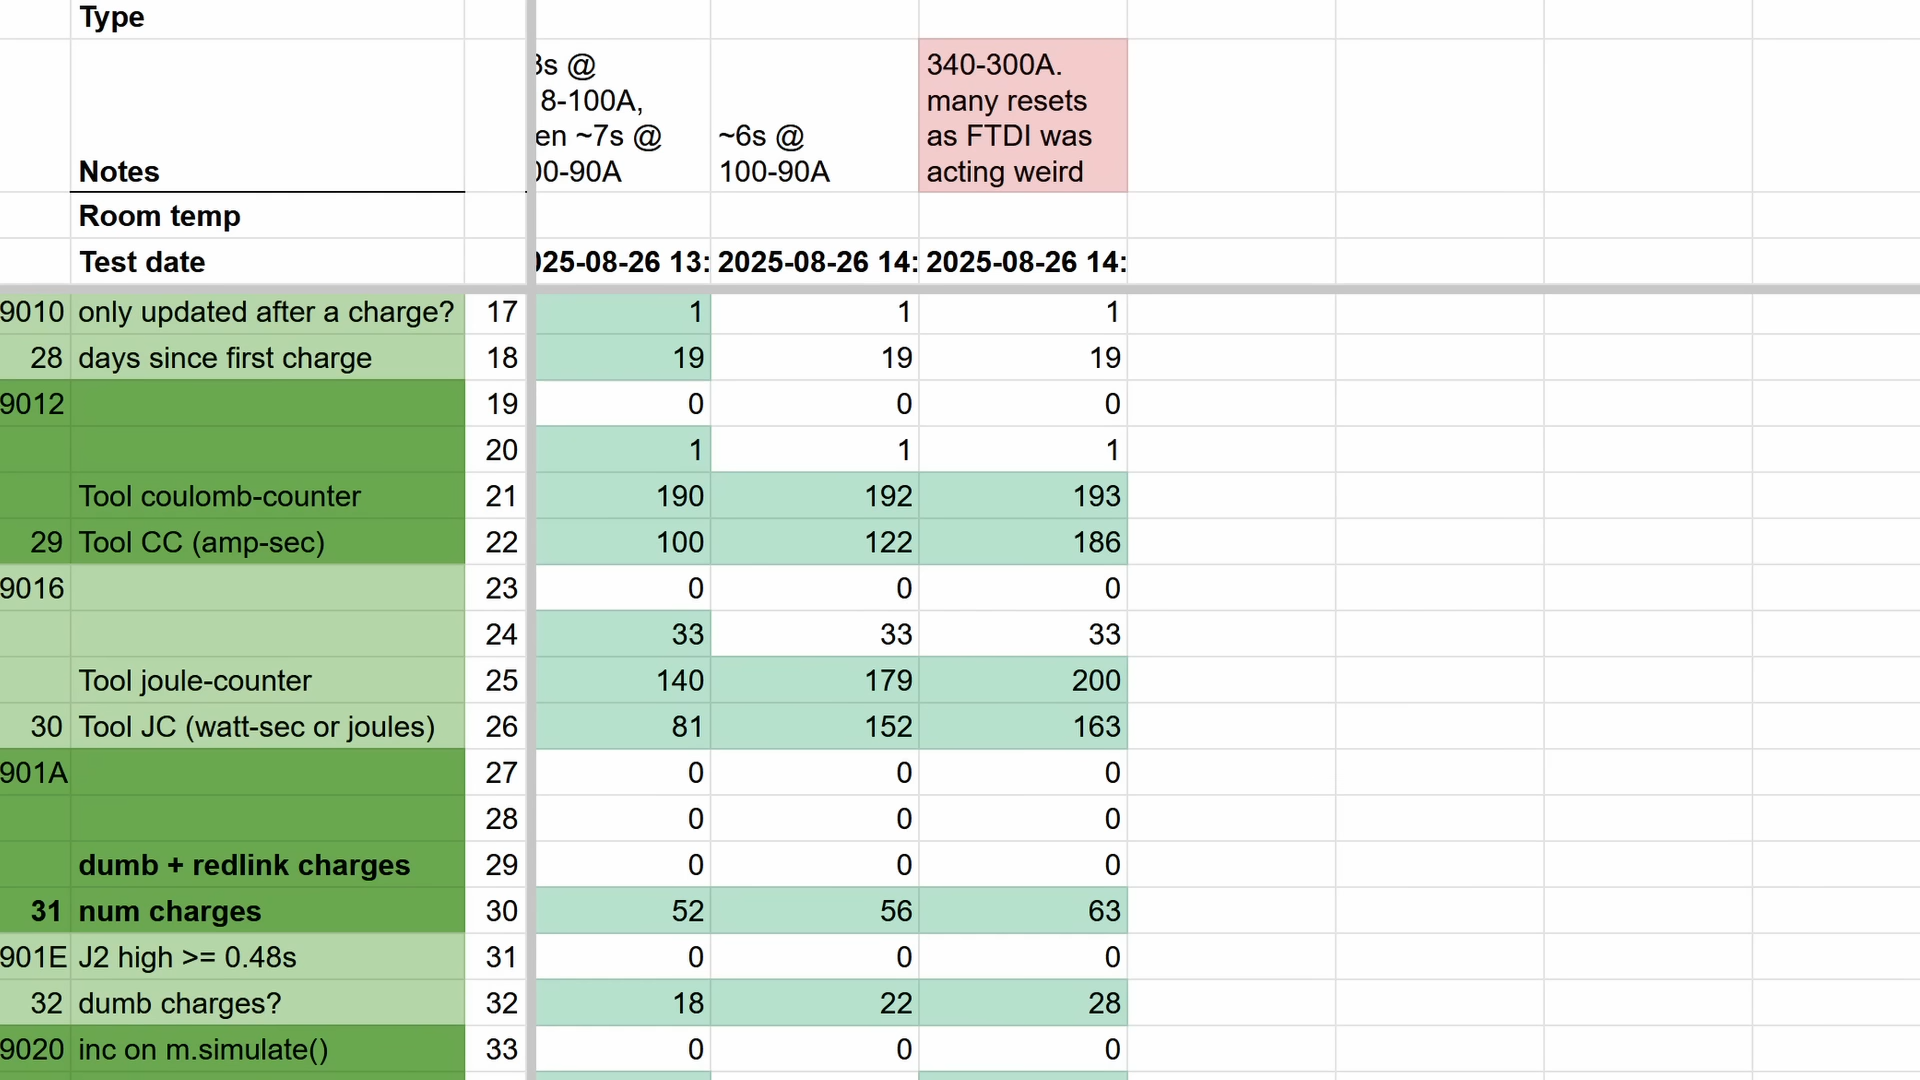 Type
Notes
3s @
8-100A,
en ~7s @
00-90A
~6s @
100-90A
340-300A.
many resets
as FTDI was
acting weird
Room temp
Test date 025-08-26 13: 2025-08-26 14: 2025-08-26 14:
9010 only updated after a charge? 17 1 1 1
28 days since first charge 18 19 19 19
9012 19 0 0 0
20 1 1 1
Tool coulomb-counter 21 190 192 193
29 Tool CC (amp-sec) 22 100 122 186
9016 23 0 0 0
24 33 33 33
Tool joule-counter 25 140 179 200
30 Tool JC (watt-sec or joules) 26 81 152 163
901A 27 0 0 0
28 0 0 0
dumb + redlink charges 29 0 0 0
31 num charges 30 52 56 63
901E J2 high >= 0.48s 31 0 0 0
32 dumb charges? 32 18 22 28
9020 inc on m.simulate() 33 0 0 0